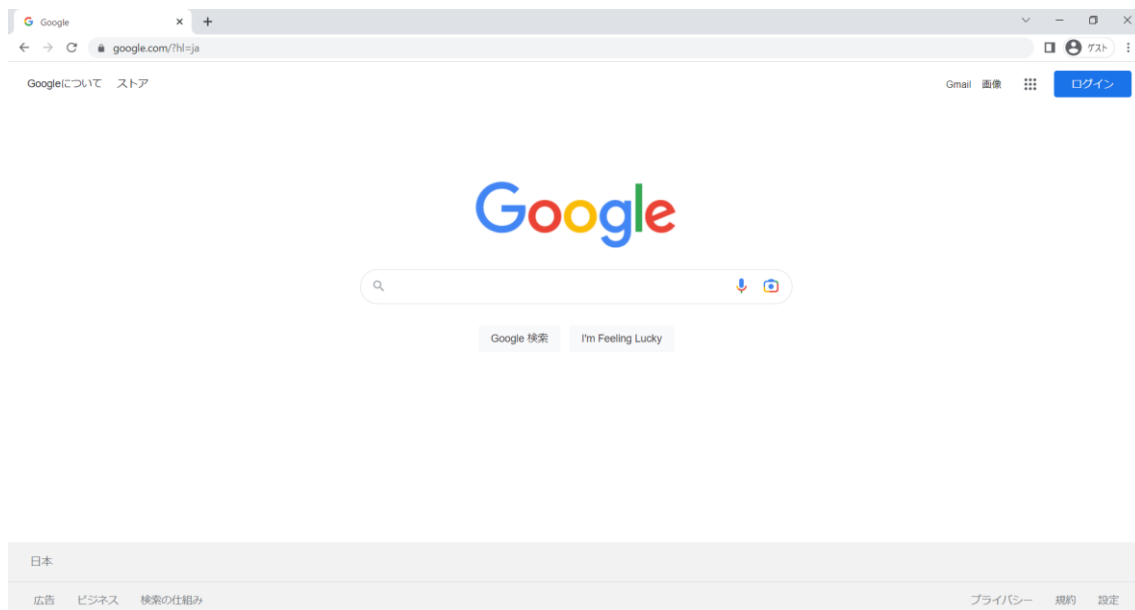 Google
google.com/?hl=ja
ゲスト
Googleについて ストア
Gmail 画像 ログイン
Google
Google 検索 I'm Feeling Lucky
日本
広告 ビジネス 検索の仕組み プライバシー 規約 設定